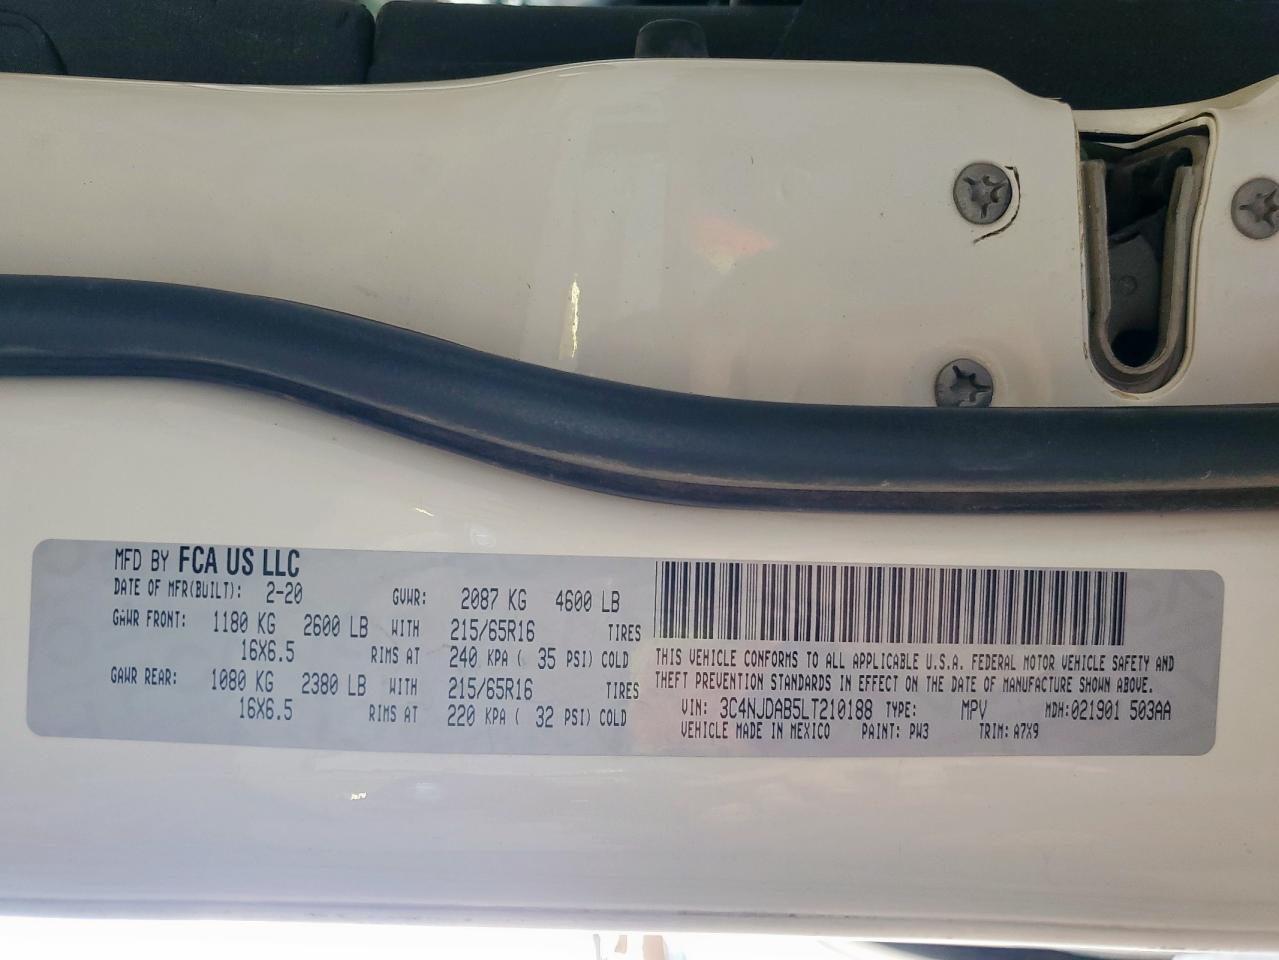 MFD BY FCA US LLC
DATE OF MFR(BUILT): 2-20 GVWR: 2087 KG 4600 LB
GAWR FRONT: 1180 KG 2600 LB WITH 215/65R16 TIRES
16X6.5 RIMS AT 240 KPA ( 35 PSI) COLD
GAWR REAR: 1080 KG 2380 LB WITH 215/65R16 TIRES
16X6.5 RIMS AT 220 KPA ( 32 PSI) COLD
THIS VEHICLE CONFORMS TO ALL APPLICABLE U.S.A. FEDERAL MOTOR VEHICLE SAFETY AND
THEFT PREVENTION STANDARDS IN EFFECT ON THE DATE OF MANUFACTURE SHOWN ABOVE.
VIN: 3C4NJDAB5LT210188 TYPE: MPV MDH:021901 503AA
VEHICLE MADE IN MEXICO PAINT: PW3 TRIM: A7X9